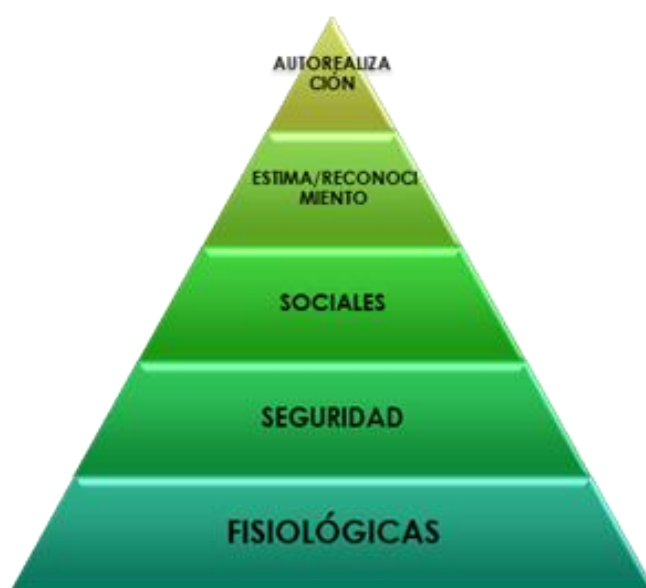 AUTOREALIZA
CIÓN
ESTIMA/RECONOCI
MIENTO
SOCIALES
SEGURIDAD
FISIOLÓGICAS